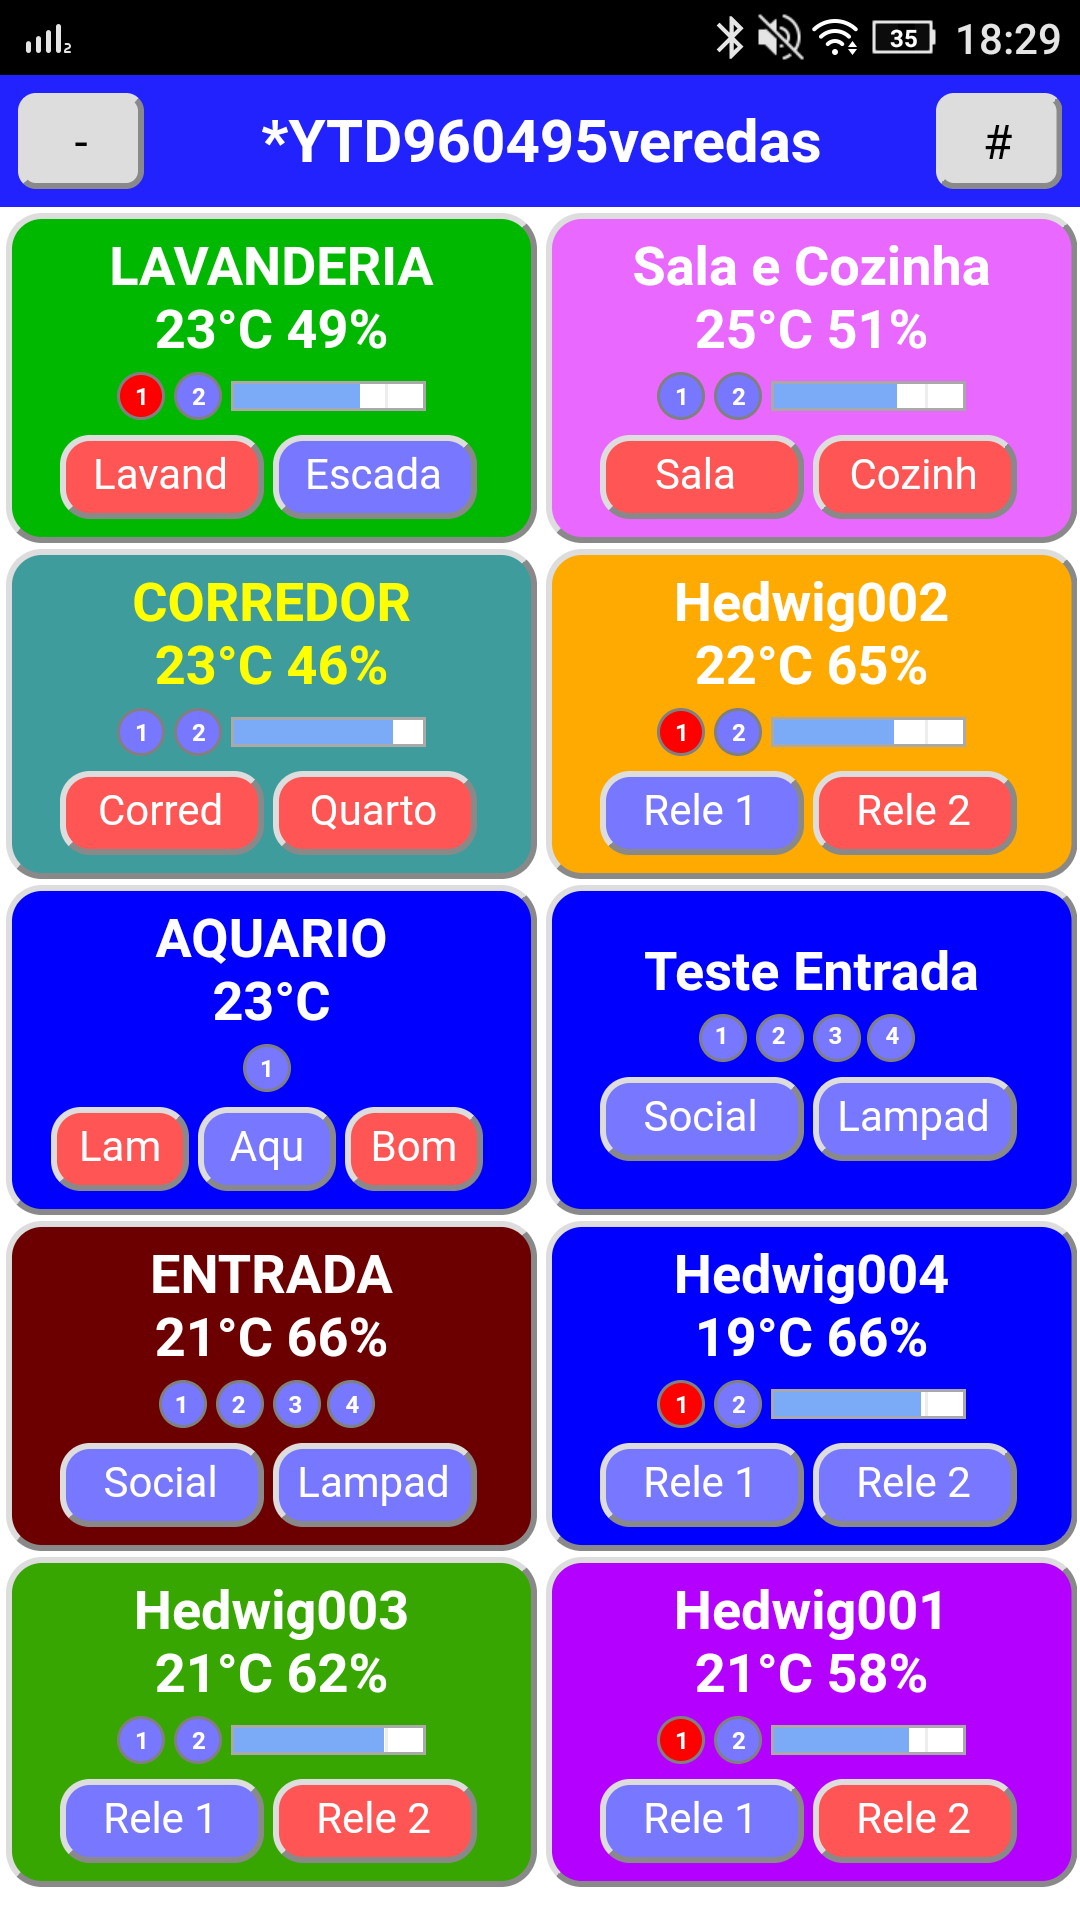 2 35 18:29
- *YTD960495veredas #
LAVANDERIA
23°C 49%
1 2
Lavand Escada
Sala e Cozinha
25°C 51%
1 2
Sala Cozinh
CORREDOR
23°C 46%
1 2
Corred Quarto
Hedwig002
22°C 65%
1 2
Rele 1 Rele 2
AQUARIO
23°C
1
Lam Aqu Bom
Teste Entrada
1 2 3 4
Social Lampad
ENTRADA
21°C 66%
1 2 3 4
Social Lampad
Hedwig004
19°C 66%
1 2
Rele 1 Rele 2
Hedwig003
21°C 62%
1 2
Rele 1 Rele 2
Hedwig001
21°C 58%
1 2
Rele 1 Rele 2